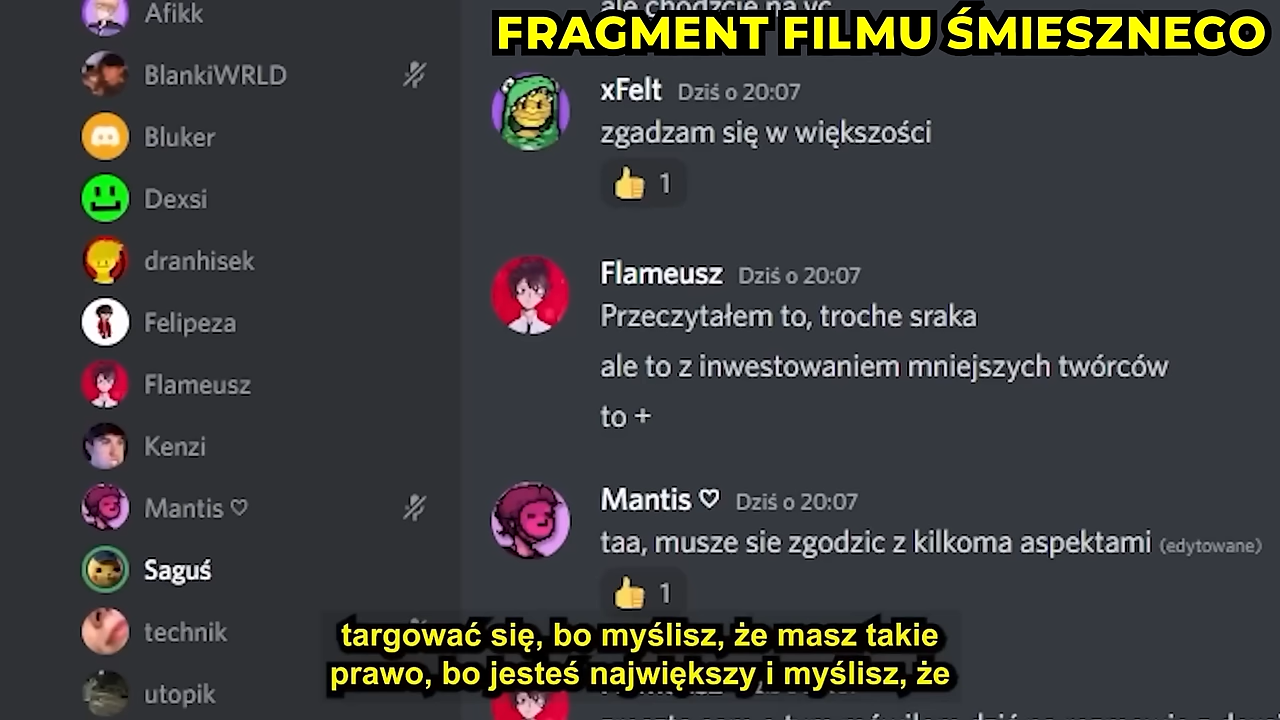 Afikk
BlankiWRLD
Bluker
Dexsi
dranhisek
Felipeza
Flameusz
Kenzi
Mantis ♡
Saguś
technik
utopik
ale chodzcie na vc
FRAGMENT FILMU ŚMIESZNEGO
xFelt Dziś o 20:07
zgadzam się w większości
👍 1
Flameusz Dziś o 20:07
Przeczytałem to, troche sraka
ale to z inwestowaniem mniejszych twórców
to +
Mantis ♡ Dziś o 20:07
taa, musze sie zgodzic z kilkoma aspektami (edytowane)
👍 1
targować się, bo myślisz, że masz takie
prawo, bo jesteś największy i myślisz, że